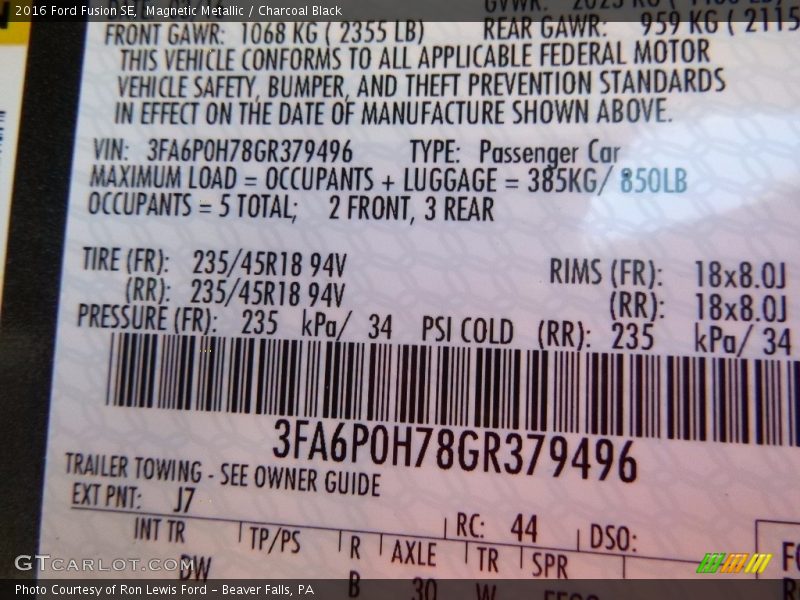 2016 Ford Fusion SE, Magnetic Metallic / Charcoal Black
FRONT GAWR: 1068 KG ( 2355 LB) REAR GAWR: 959 KG ( 2115
THIS VEHICLE CONFORMS TO ALL APPLICABLE FEDERAL MOTOR
VEHICLE SAFETY, BUMPER, AND THEFT PREVENTION STANDARDS
IN EFFECT ON THE DATE OF MANUFACTURE SHOWN ABOVE.
VIN: 3FA6P0H78GR379496 TYPE: Passenger Car
MAXIMUM LOAD = OCCUPANTS + LUGGAGE = 385KG/ 850LB
OCCUPANTS = 5 TOTAL; 2 FRONT, 3 REAR
TIRE (FR): 235/45R18 94V RIMS (FR): 18x8.0J
(RR): 235/45R18 94V (RR): 18x8.0J
PRESSURE (FR): 235 kPa/ 34 PSI COLD (RR): 235 kPa/ 34
3FA6P0H78GR379496
TRAILER TOWING - SEE OWNER GUIDE
EXT PNT: J7 RC: 44 DSO:
INT TR TP/PS R AXLE TR SPR
DW B 30 W
GTCARLOT.COM
Photo Courtesy of Ron Lewis Ford - Beaver Falls, PA